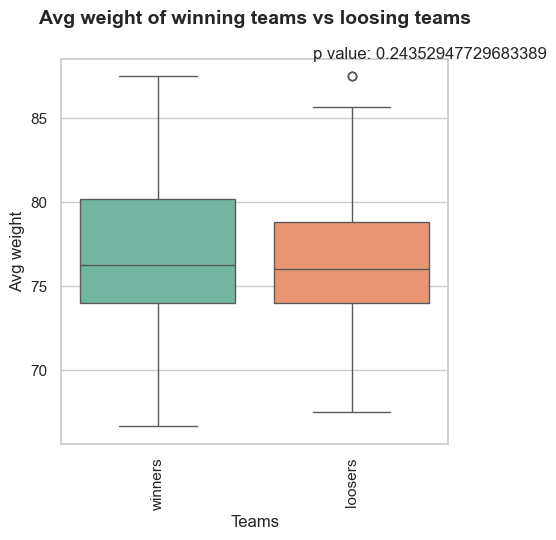 Avg weight of winning teams vs loosing teams
p value: 0.24352947729683389
85
80
75
70
Avg weight
winners
loosers
Teams